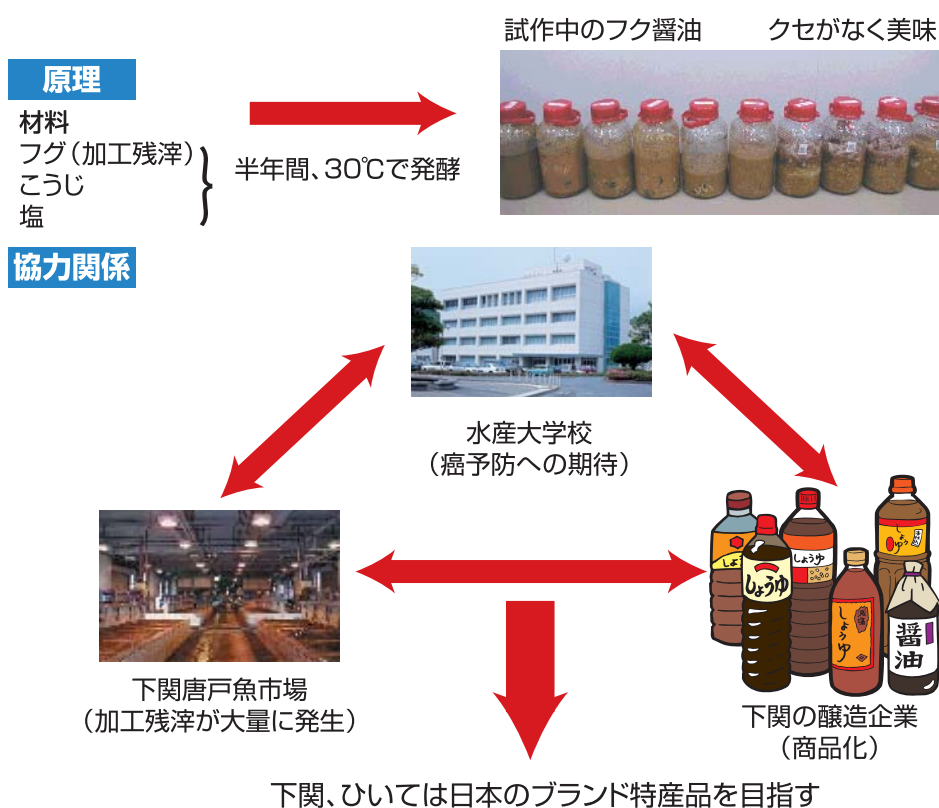 試作中のフク醤油 クセがなく美味
原理
材料
フグ(加工残滓)
こうじ
塩
半年間、30℃で発酵
協力関係
水産大学校
(癌予防への期待)
しょうゆ
しょうゆ
しょうゆ
しょうゆ
醤油
下関唐戸魚市場
(加工残滓が大量に発生)
下関の醸造企業
(商品化)
下関、ひいては日本のブランド特産品を目指す